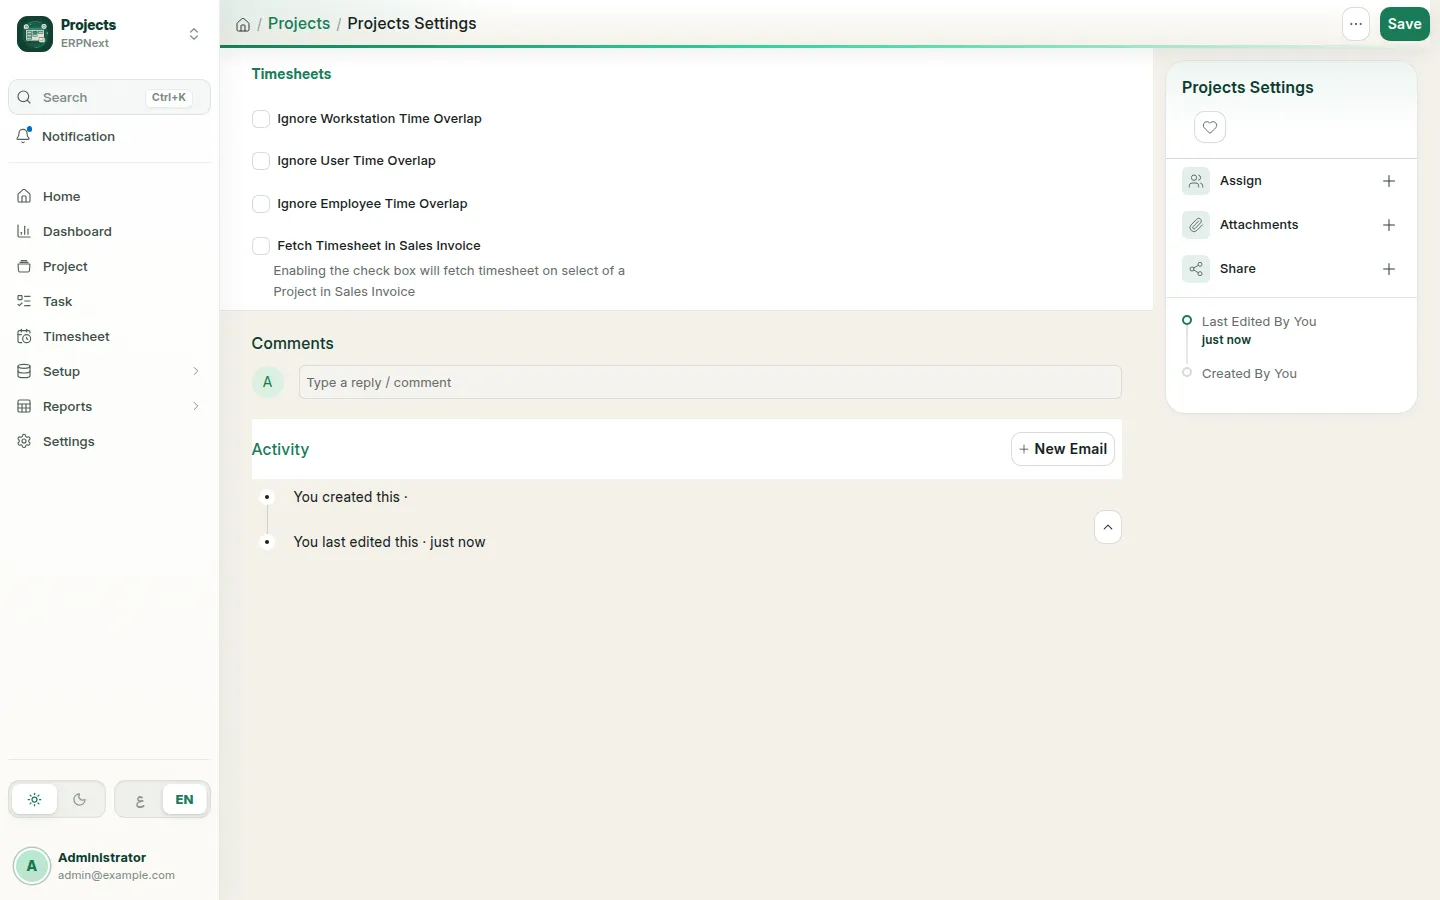 Projects
ERPNext
Search
Ctrl+K
Notification
Home
Dashboard
Project
Task
Timesheet
Setup
Reports
Settings
ع
EN
A
Administrator
admin@example.com
/ Projects / Projects Settings
Save
Timesheets
Ignore Workstation Time Overlap
Ignore User Time Overlap
Ignore Employee Time Overlap
Fetch Timesheet in Sales Invoice
Enabling the check box will fetch timesheet on select of a
Project in Sales Invoice
Comments
A
Type a reply / comment
Activity
New Email
You created this ·
You last edited this · just now
Projects Settings
Assign
Attachments
Share
Last Edited By You
just now
Created By You